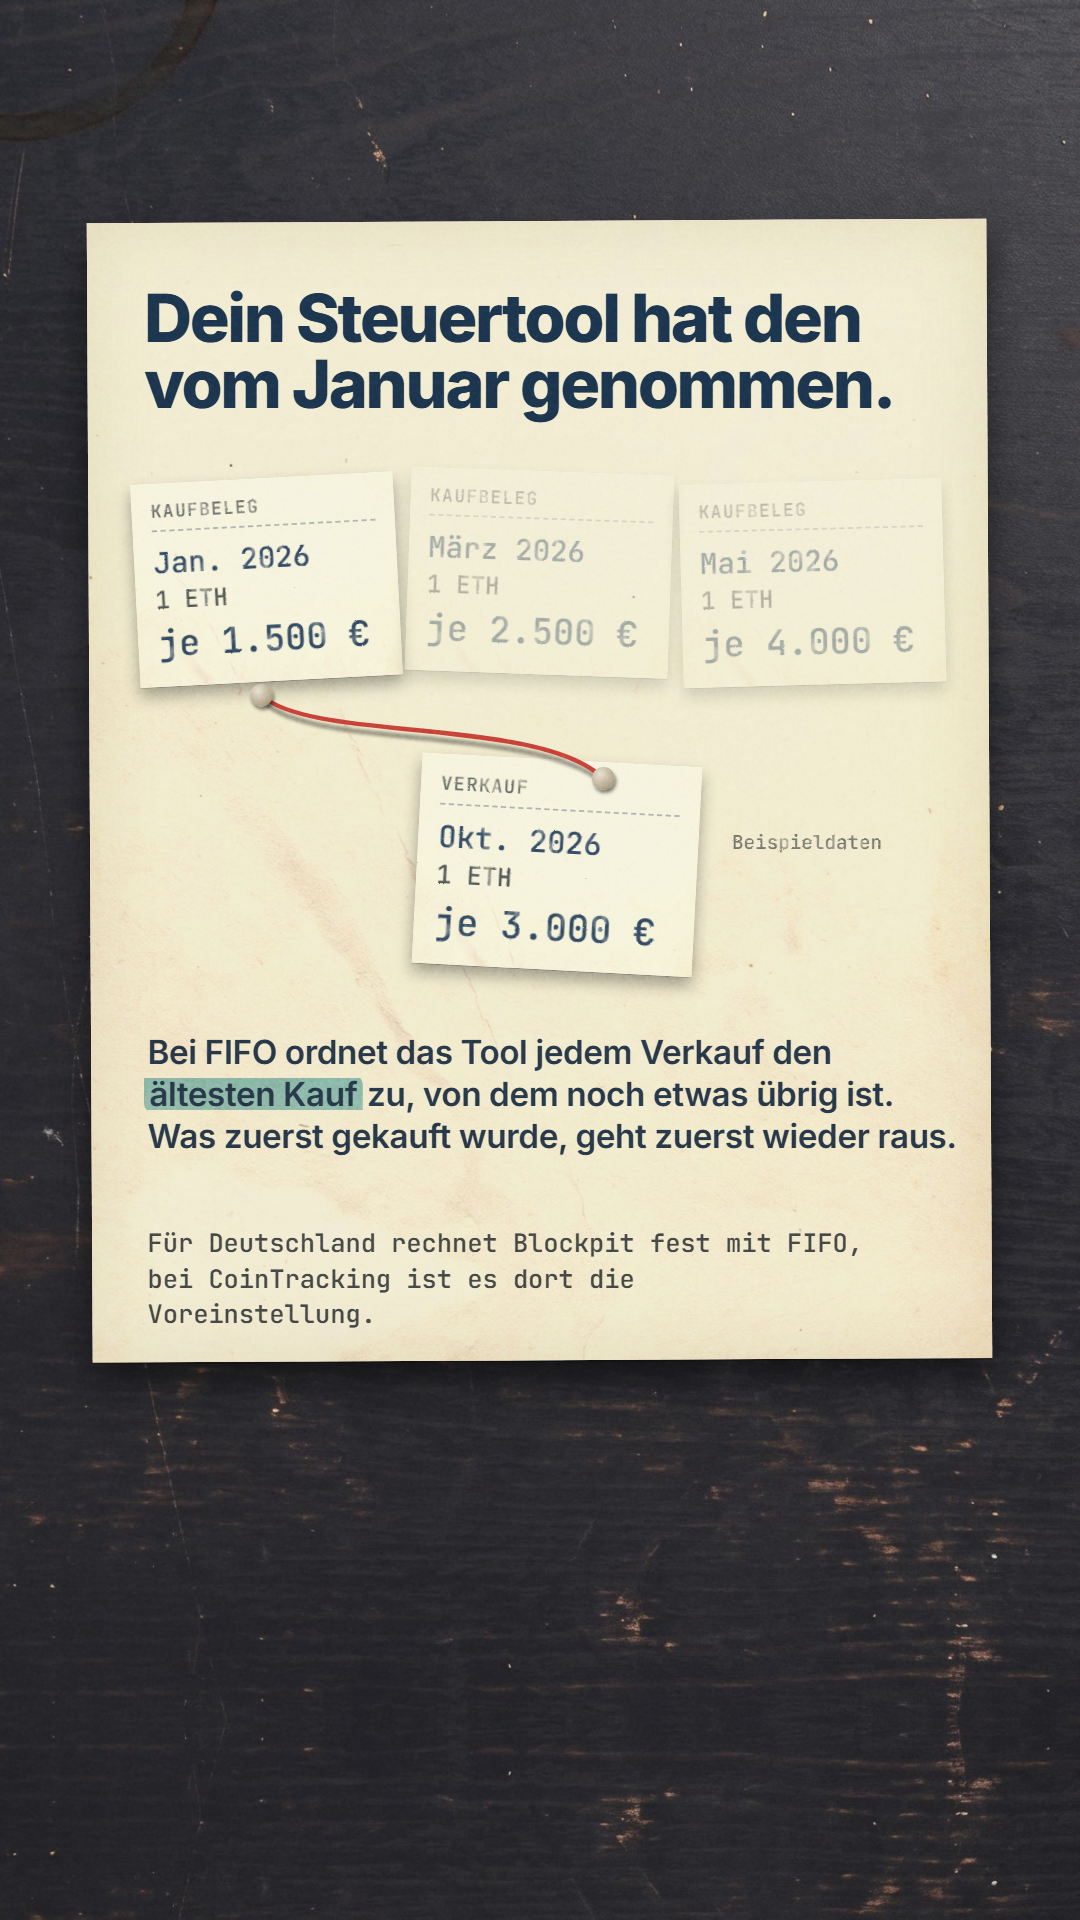 Dein Steuertool hat den
vom Januar genommen.
KAUFBELEG
Jan. 2026
1 ETH
je 1.500 €
KAUFBELEG
März 2026
1 ETH
je 2.500 €
KAUFBELEG
Mai 2026
1 ETH
je 4.000 €
VERKAUF
Okt. 2026
1 ETH
je 3.000 €
Beispieldaten
Bei FIFO ordnet das Tool jedem Verkauf den
ältesten Kauf zu, von dem noch etwas übrig ist.
Was zuerst gekauft wurde, geht zuerst wieder raus.
Für Deutschland rechnet Blockpit fest mit FIFO,
bei CoinTracking ist es dort die
Voreinstellung.